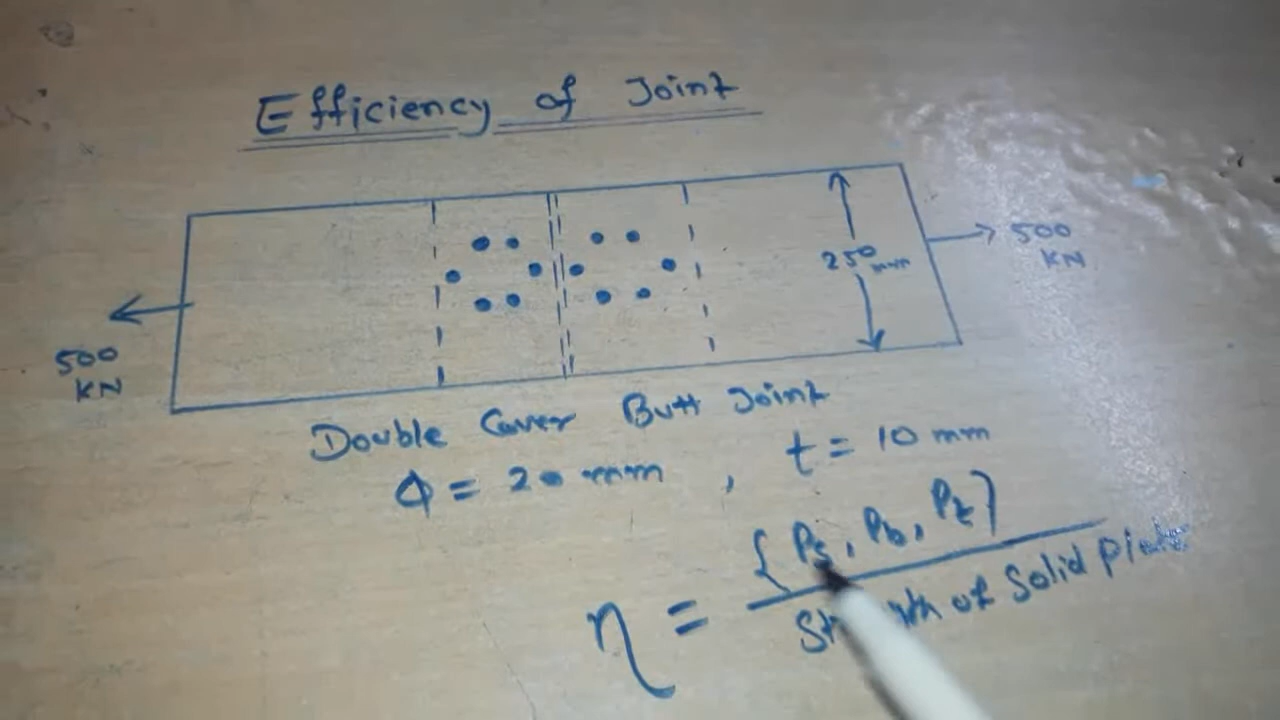 Efficiency of Joint
250 mm
500 KN
500 KN
Double Cover Butt Joint
Φ = 20 mm , t = 10 mm
η = {Ps, Pb, Pt}
of Solid Plate